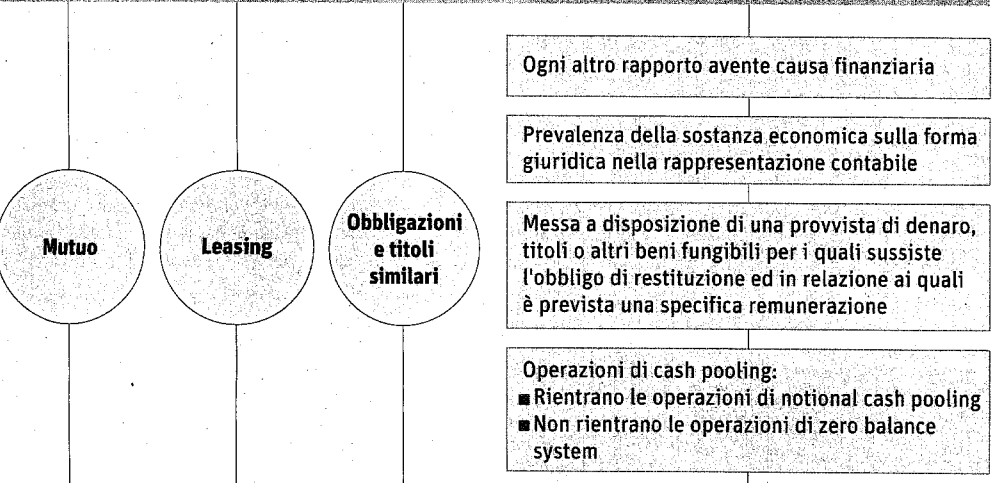 Mutuo
Leasing
Obbligazioni
e titoli
similari
Ogni altro rapporto avente causa finanziaria
Prevalenza della sostanza economica sulla forma
giuridica nella rappresentazione contabile
Messa a disposizione di una provvista di denaro,
titoli o altri beni fungibili per i quali sussiste
l'obbligo di restituzione ed in relazione ai quali
è prevista una specifica remunerazione
Operazioni di cash pooling:
■ Rientrano le operazioni di notional cash pooling
■ Non rientrano le operazioni di zero balance
system